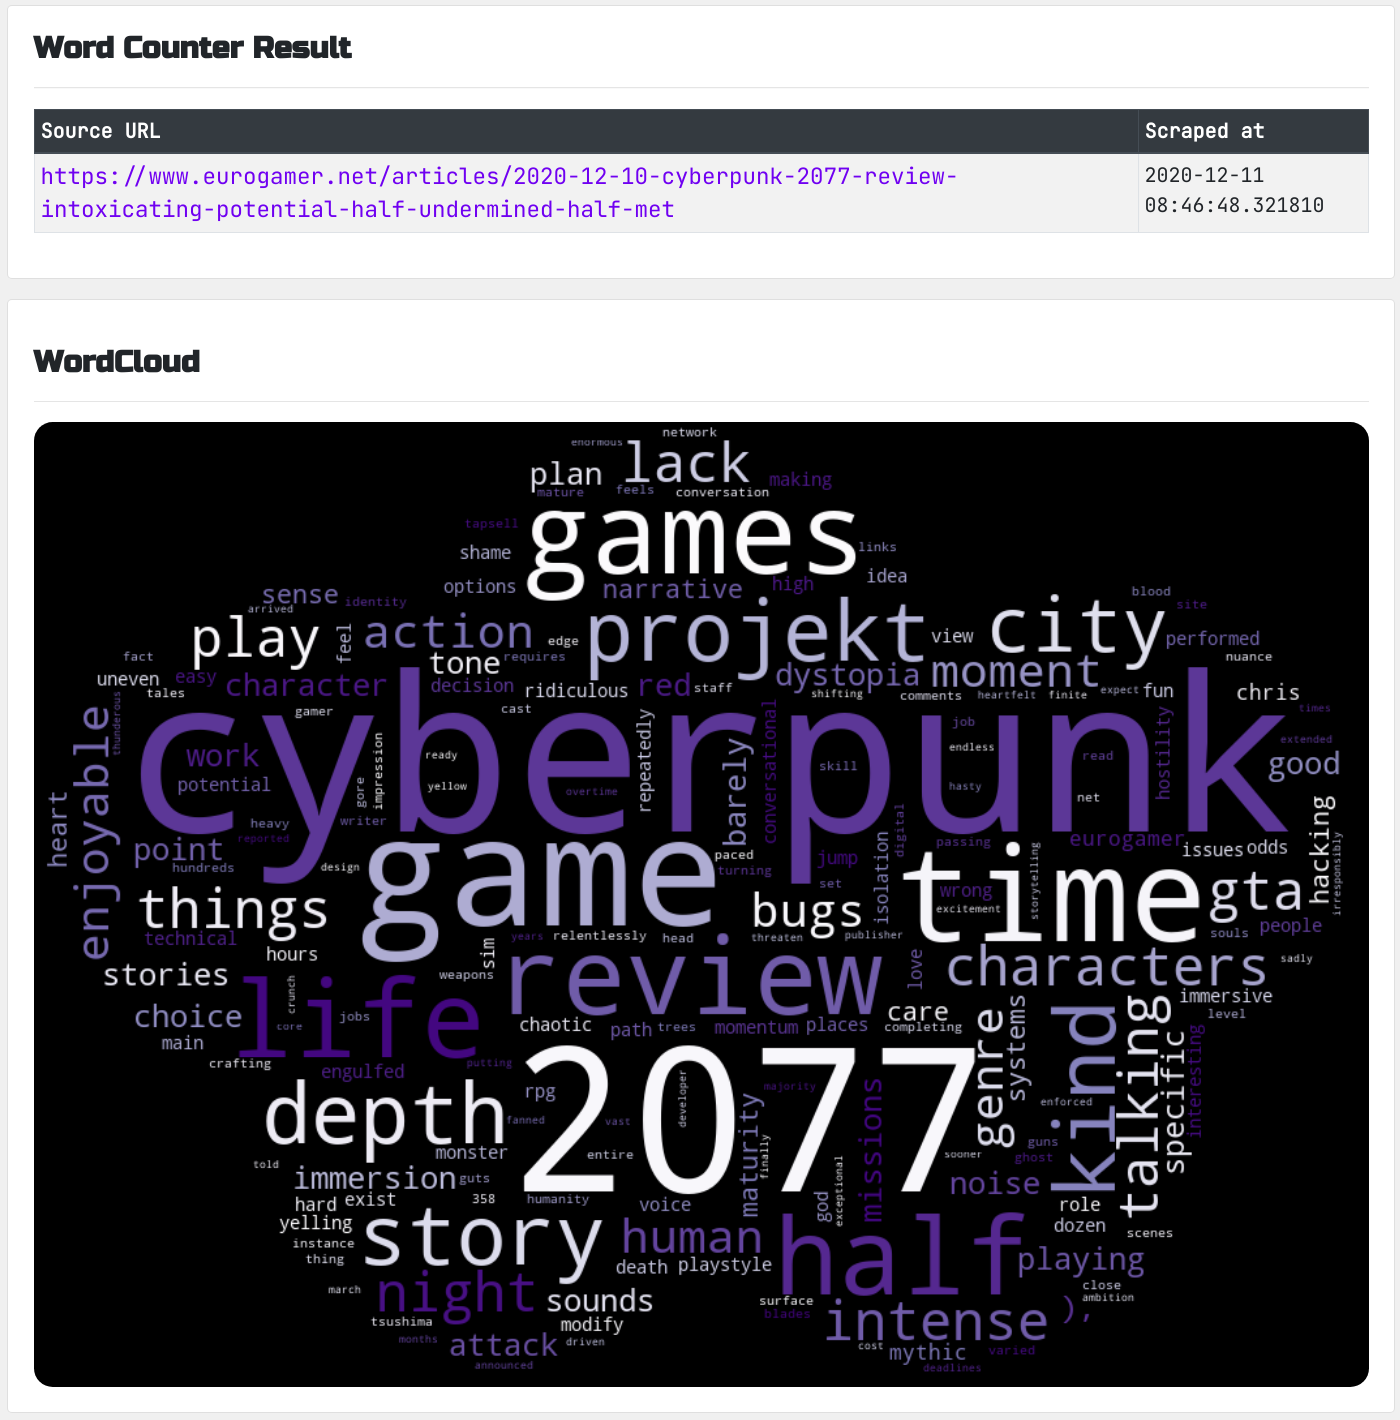 Word Counter Result
Source URL Scraped at
https://www.eurogamer.net/articles/2020-12-10-cyberpunk-2077-review-
intoxicating-potential-half-undermined-half-met
2020-12-11
08:46:48.321810
WordCloud
network
enormous
lack
plan
making
mature feels conversation
games
tapsell
shame
links
options
narrative high idea
sense identity
arrived
blood
site
play
feel
action
edge
projekt
view
city
performed
fact
tone requires
nuance
uneven easy
tales
character
decision ridiculous red staff
dystopia moment
shifting comments heartfelt finite expect fun
chris
thunderous
gamer
cast
cyberpunk
times
job
extended
enjoyable
work
ready
repeatedly
barely
conversational
endless
read
hostility
good
potential
gore
impression
yellow
overtime
skill
hasty
net
heart
heavy
writer
reported
digital
hacking
point
hundreds
design
game
paced
turning
jump
isolation
passing
eurogamer
issues odds
irresponsibly
set
time
wrong
excitement
storytelling
gta
things
bugs
technical
years relentlessly head
threaten publisher
souls people
hours
sim
review
love
characters
sadly
stories
weapons
life
crunch
immersive
level
choice
core
jobs
chaotic path trees momentum places
care
completing
main
crafting
engulfed
putting
2077
genre
systems
kind
talking
specific
interesting
depth
rpg
fanned
vast
developer
majority
maturity
missions
enforced
monster
entire
finally
sooner
guns
ghost
told
immersion guts
noise
hard exist
358
humanity
voice
god
exceptional
role
yelling
story
human
half
dozen
scenes
instance
thing
death playstyle
playing
march
night
sounds
surface
blades
close
ambition
tsushima
modify
intense
),
months
attack
driven
cost mythic varied
announced
deadlines